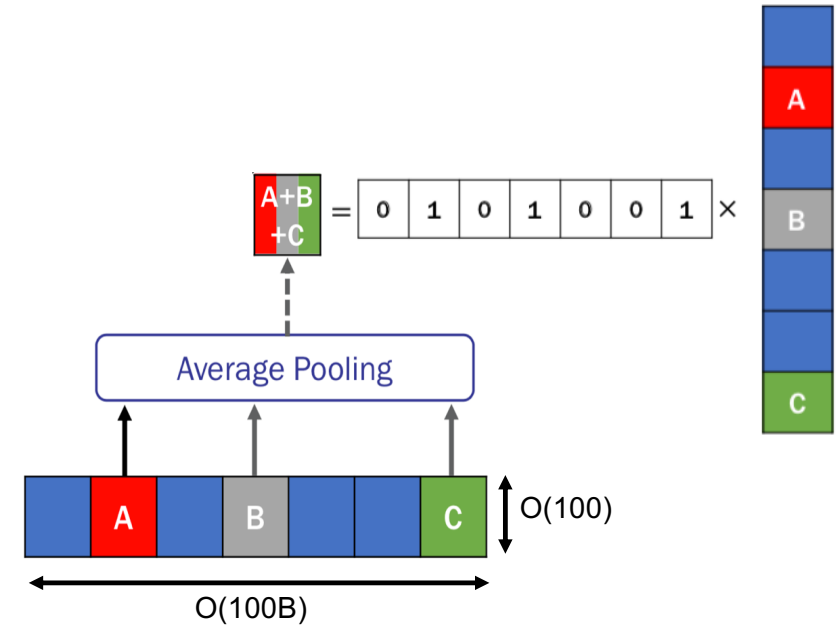 A
A+B
+C
=
0 1 0 1 0 0 1
×
B
C
Average Pooling
A
B
C
O(100)
O(100B)